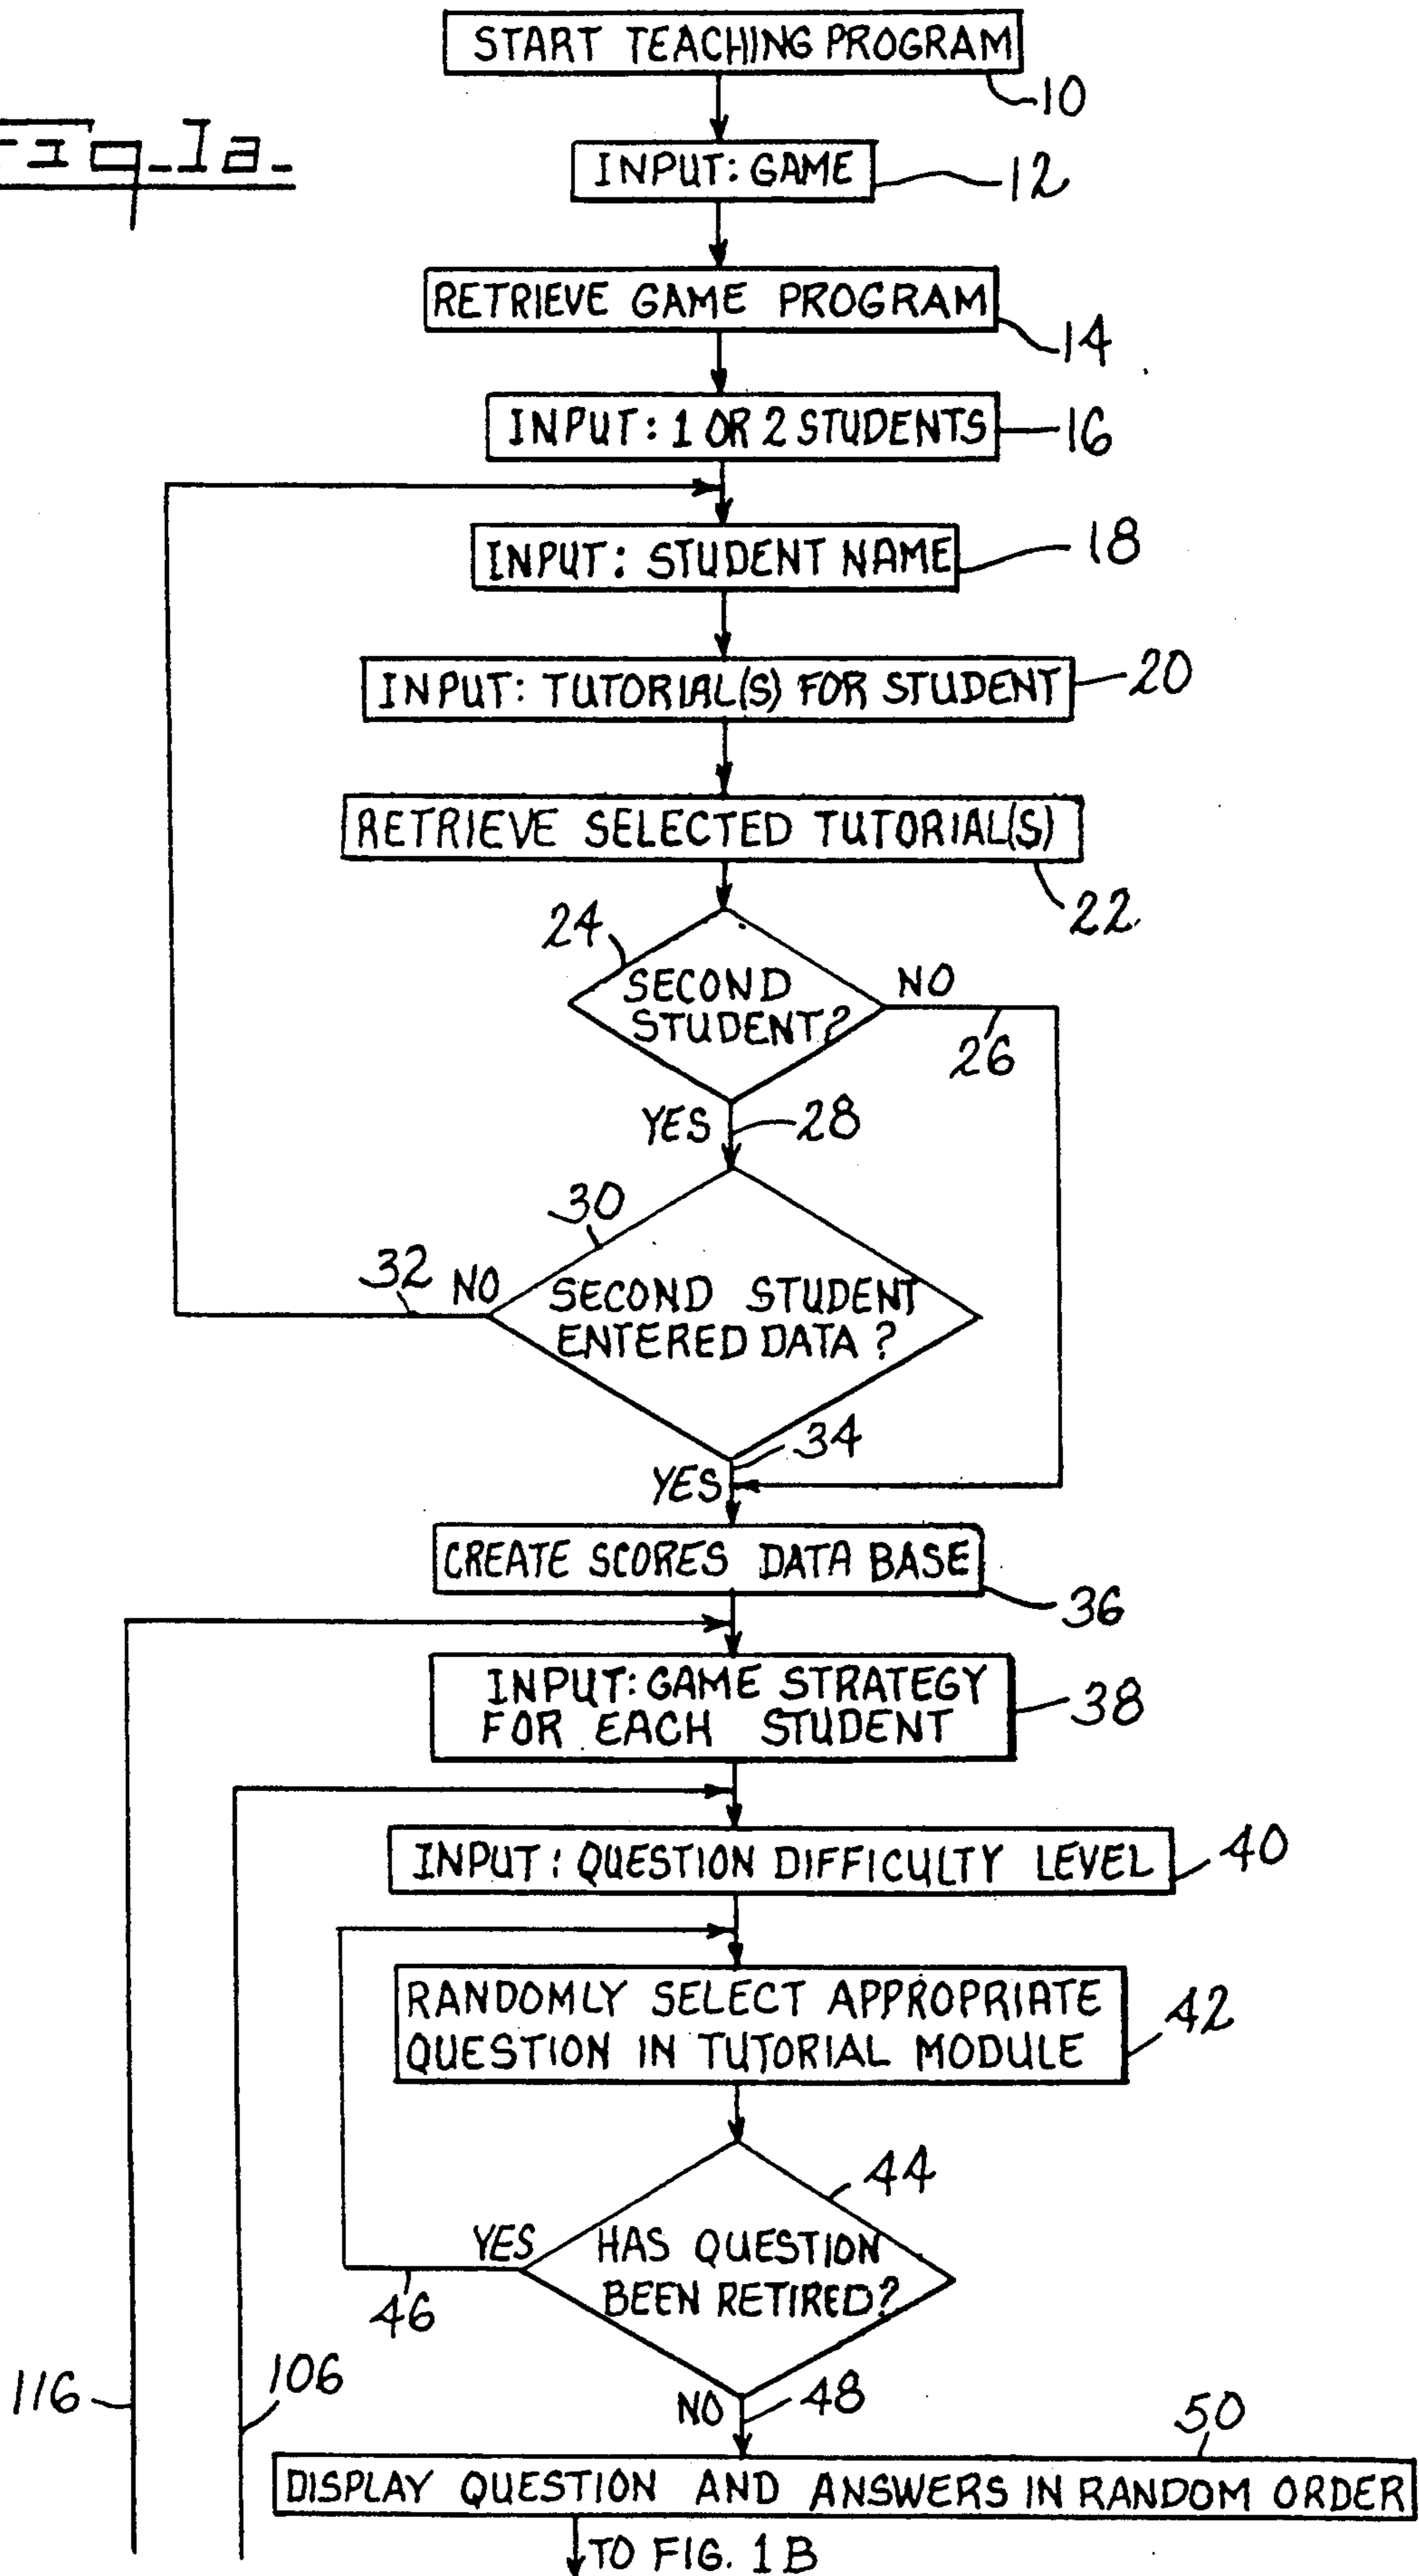 Fig_1a_
START TEACHING PROGRAM
10
INPUT: GAME
12
RETRIEVE GAME PROGRAM
14
INPUT: 1 OR 2 STUDENTS
16
INPUT: STUDENT NAME
18
INPUT: TUTORIAL(S) FOR STUDENT
20
RETRIEVE SELECTED TUTORIAL(S)
22
24
SECOND
STUDENT?
NO
26
YES
28
30
32
NO
SECOND STUDENT
ENTERED DATA?
34
YES
CREATE SCORES DATA BASE
36
INPUT: GAME STRATEGY
FOR EACH STUDENT
38
INPUT: QUESTION DIFFICULTY LEVEL
40
RANDOMLY SELECT APPROPRIATE
QUESTION IN TUTORIAL MODULE
42
44
YES
46
HAS QUESTION
BEEN RETIRED?
116
106
NO
48
50
DISPLAY QUESTION AND ANSWERS IN RANDOM ORDER
TO FIG. 1B